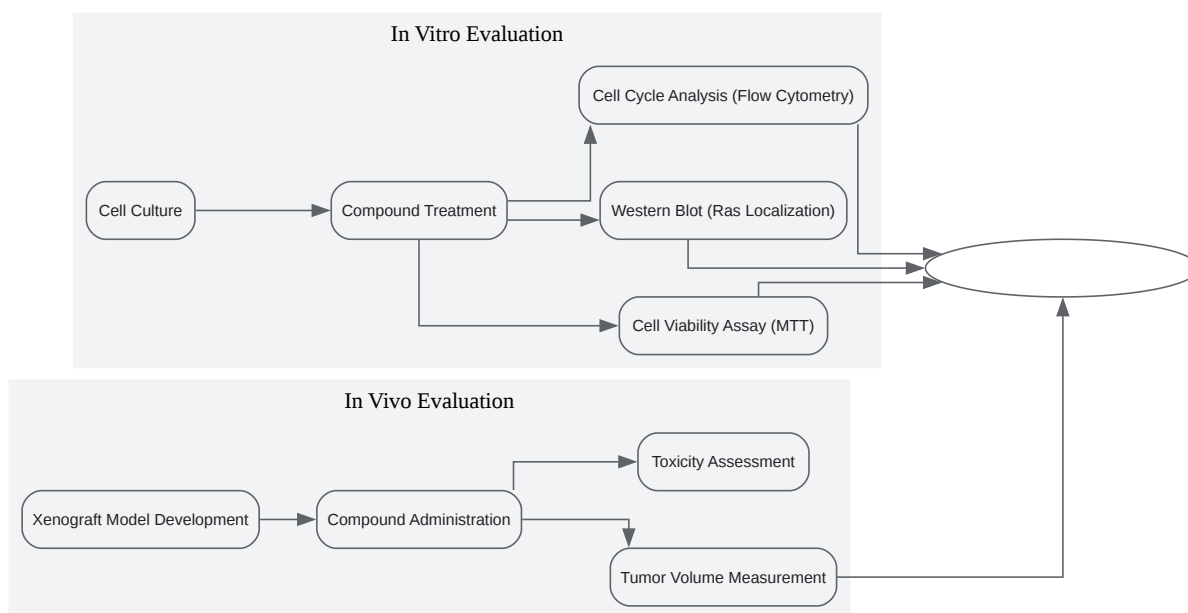 In Vitro Evaluation
Cell Cycle Analysis (Flow Cytometry)
Cell Culture
Compound Treatment
Western Blot (Ras Localization)
Cell Viability Assay (MTT)
In Vivo Evaluation
Toxicity Assessment
Xenograft Model Development
Compound Administration
Tumor Volume Measurement